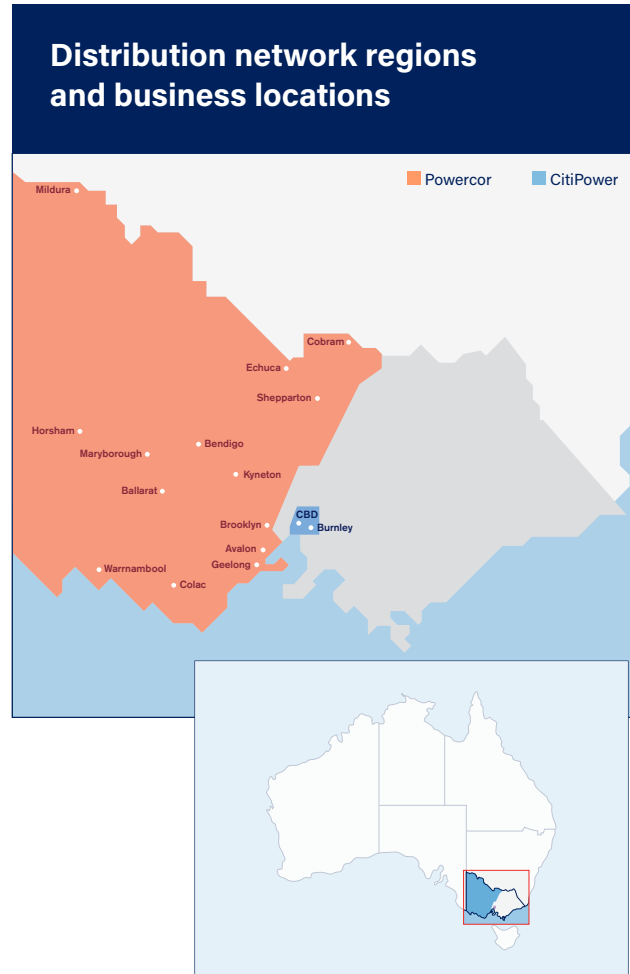 Distribution network regions
and business locations
Powercor
CitiPower
Mildura
Cobram
Echuca
Shepparton
Horsham
Bendigo
Maryborough
Kyneton
Ballarat
CBD
Brooklyn
Burnley
Avalon
Geelong
Warrnambool
Colac